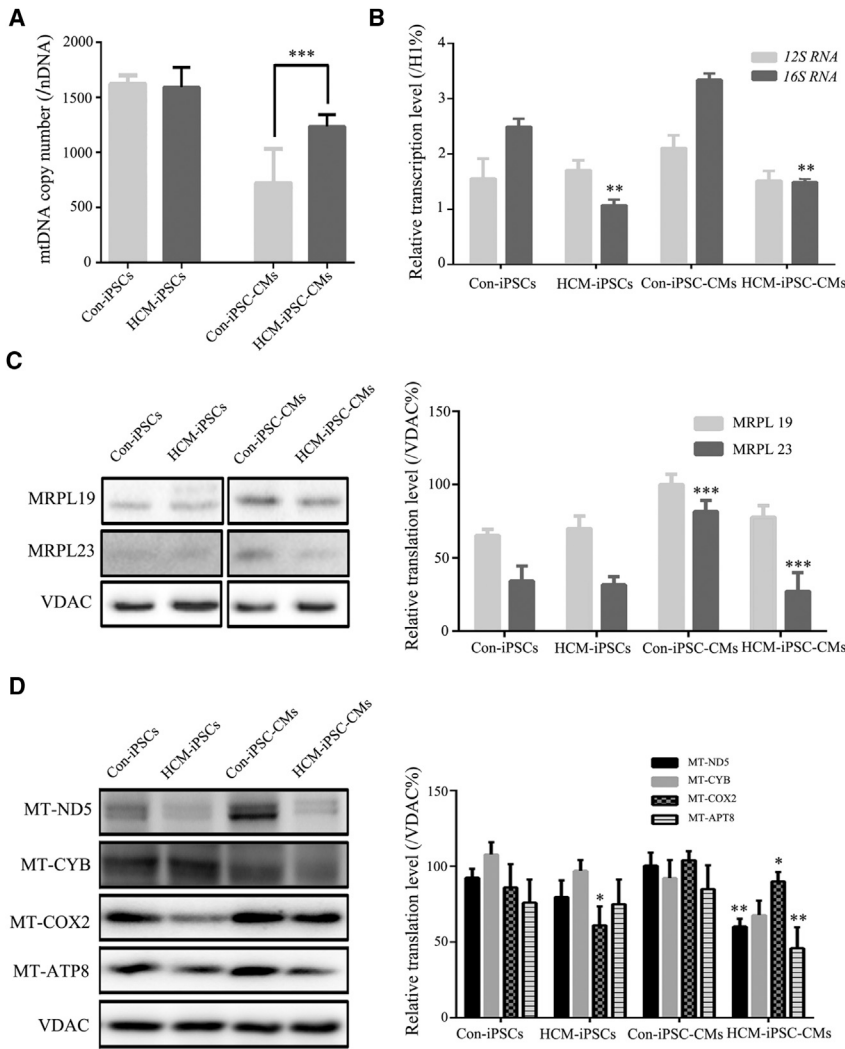 A
mtDNA copy number (/nDNA)
2000
1500
1000
500
0
***
Con-iPSCs
HCM-iPSCs
Con-iPSC-CMs
HCM-iPSC-CMs
B
Relative transcription level (/H1%)
4
3
2
1
0
12S RNA
16S RNA
**
**
Con-iPSCs
HCM-iPSCs
Con-iPSC-CMs
HCM-iPSC-CMs
C
Con-iPSCs
HCM-iPSCs
Con-iPSC-CMs
HCM-iPSC-CMs
MRPL19
MRPL23
VDAC
Relative translation level (/VDAC%)
150
100
50
0
MRPL 19
MRPL 23
***
***
Con-iPSCs
HCM-iPSCs
Con-iPSC-CMs
HCM-iPSC-CMs
D
Con-iPSCs
HCM-iPSCs
Con-iPSC-CMs
HCM-iPSC-CMs
MT-ND5
MT-CYB
MT-COX2
MT-ATP8
VDAC
Relative translation level (/VDAC%)
150
100
50
0
MT-ND5
MT-CYB
MT-COX2
MT-APT8
*
**
*
**
Con-iPSCs
HCM-iPSCs
Con-iPSC-CMs
HCM-iPSC-CMs